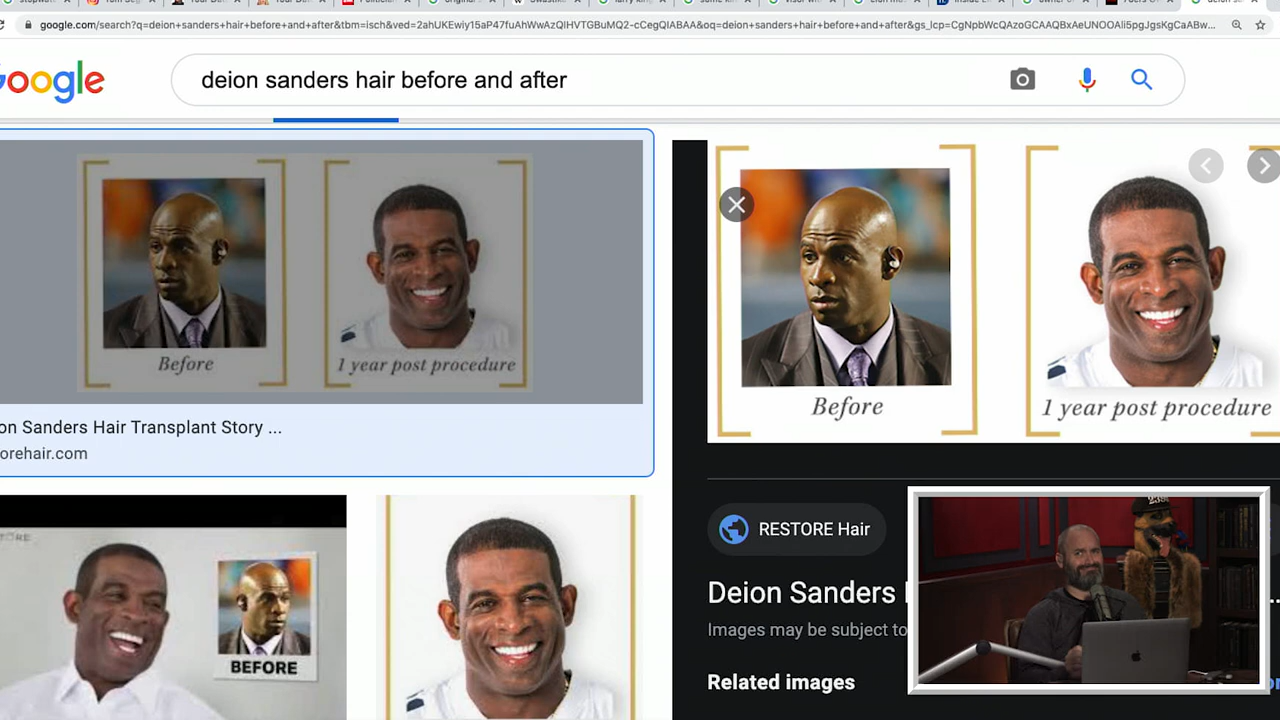 google.com/search?q=deion+sanders+hair+before+and+after&tbm=isch&ved=2ahUKEwiy15aP47fuAhWwAzQIHVTGBuMQ2-cCegQIABAA&oq=deion+sanders+hair+before+and+after&gs_lcp=CgNpbWcQAzoGCAAQBxAeUNOOAli5pgJgsKgCaABw...
Google
deion sanders hair before and after
Before
1 year post procedure
on Sanders Hair Transplant Story ...
orehair.com
BEFORE
Before
1 year post procedure
RESTORE Hair
Deion Sanders
Images may be subject to
Related images